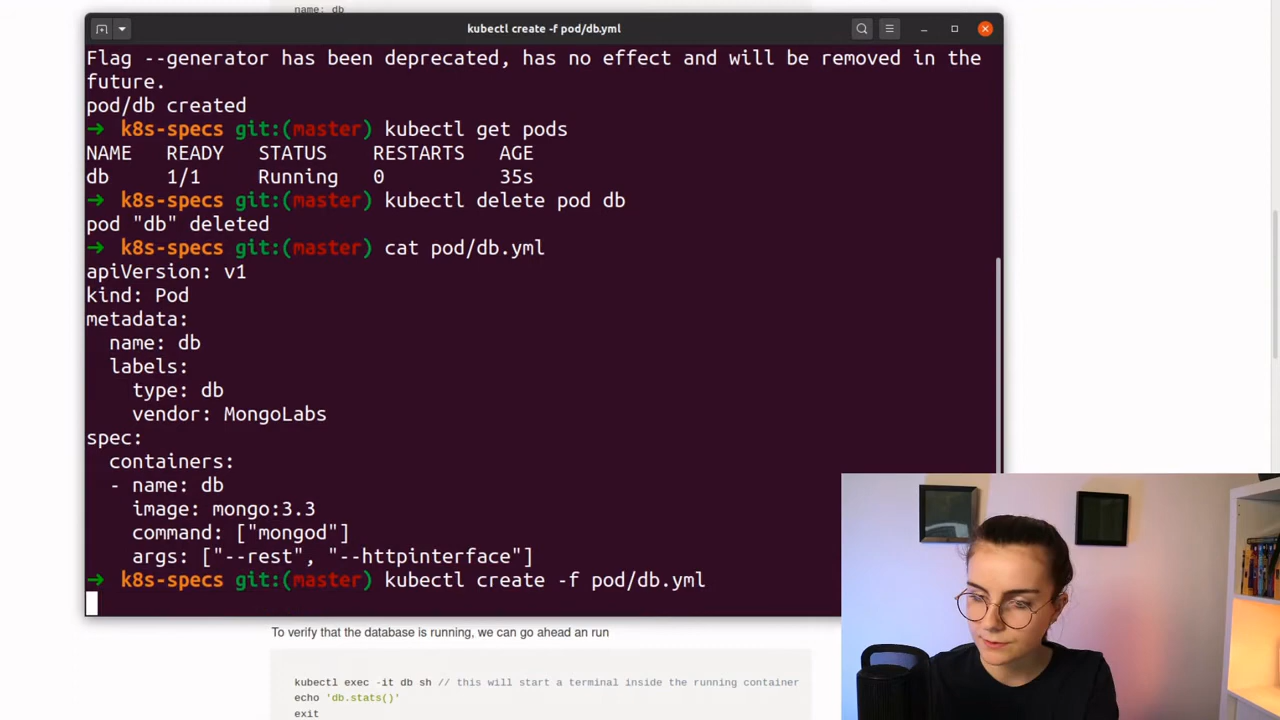 name: db
kubectl create -f pod/db.yml
Flag --generator has been deprecated, has no effect and will be removed in the
future.
pod/db created
➜ k8s-specs git:(master) kubectl get pods
NAME READY STATUS RESTARTS AGE
db 1/1 Running 0 35s
➜ k8s-specs git:(master) kubectl delete pod db
pod "db" deleted
➜ k8s-specs git:(master) cat pod/db.yml
apiVersion: v1
kind: Pod
metadata:
  name: db
  labels:
    type: db
    vendor: MongoLabs
spec:
  containers:
  - name: db
    image: mongo:3.3
    command: ["mongod"]
    args: ["--rest", "--httpinterface"]
➜ k8s-specs git:(master) kubectl create -f pod/db.yml
To verify that the database is running, we can go ahead an run
kubectl exec -it db sh // this will start a terminal inside the running container
echo 'db.stats()'
exit